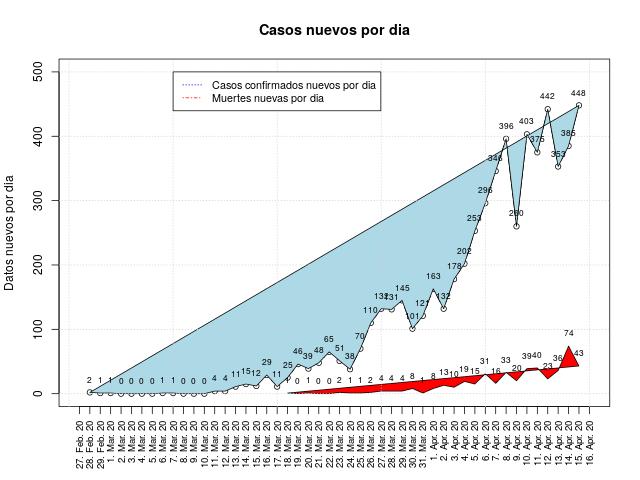 Casos nuevos por dia
Datos nuevos por dia
500
400
300
200
100
0
Casos confirmados nuevos por dia
Muertes nuevas por dia
2 1 1 0 0 0 0 1 1 0 0 0 4 4 11 15 12 29 11 25 46 39 48 65 51 38 70 110 132 131 145 101 121 163 132 178 202 253 296 346 396 260 403 375 442 353 385 448
0 1 0 0 2 1 1 2 4 4 4 8 1 8 13 10 19 15 31 16 33 20 39 40 23 36 74 43
27. Feb. 20
28. Feb. 20
29. Feb. 20
1. Mar. 20
2. Mar. 20
3. Mar. 20
4. Mar. 20
5. Mar. 20
6. Mar. 20
7. Mar. 20
8. Mar. 20
9. Mar. 20
10. Mar. 20
11. Mar. 20
12. Mar. 20
13. Mar. 20
14. Mar. 20
15. Mar. 20
16. Mar. 20
17. Mar. 20
18. Mar. 20
19. Mar. 20
20. Mar. 20
21. Mar. 20
22. Mar. 20
23. Mar. 20
24. Mar. 20
25. Mar. 20
26. Mar. 20
27. Mar. 20
28. Mar. 20
29. Mar. 20
30. Mar. 20
31. Mar. 20
1. Apr. 20
2. Apr. 20
3. Apr. 20
4. Apr. 20
5. Apr. 20
6. Apr. 20
7. Apr. 20
8. Apr. 20
9. Apr. 20
10. Apr. 20
11. Apr. 20
12. Apr. 20
13. Apr. 20
14. Apr. 20
15. Apr. 20
16. Apr. 20